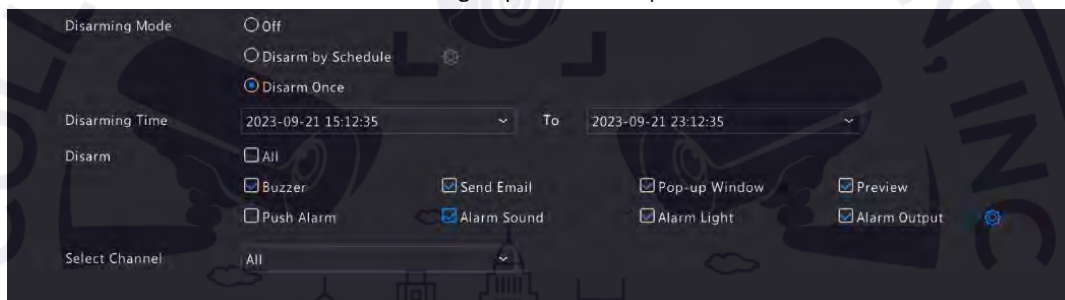 Disarming Mode Off
Disarm by Schedule
Disarm Once
Disarming Time 2023-09-21 15:12:35 To 2023-09-21 23:12:35
Disarm All
Buzzer Send Email Pop-up Window Preview
Push Alarm Alarm Sound Alarm Light Alarm Output
Select Channel All